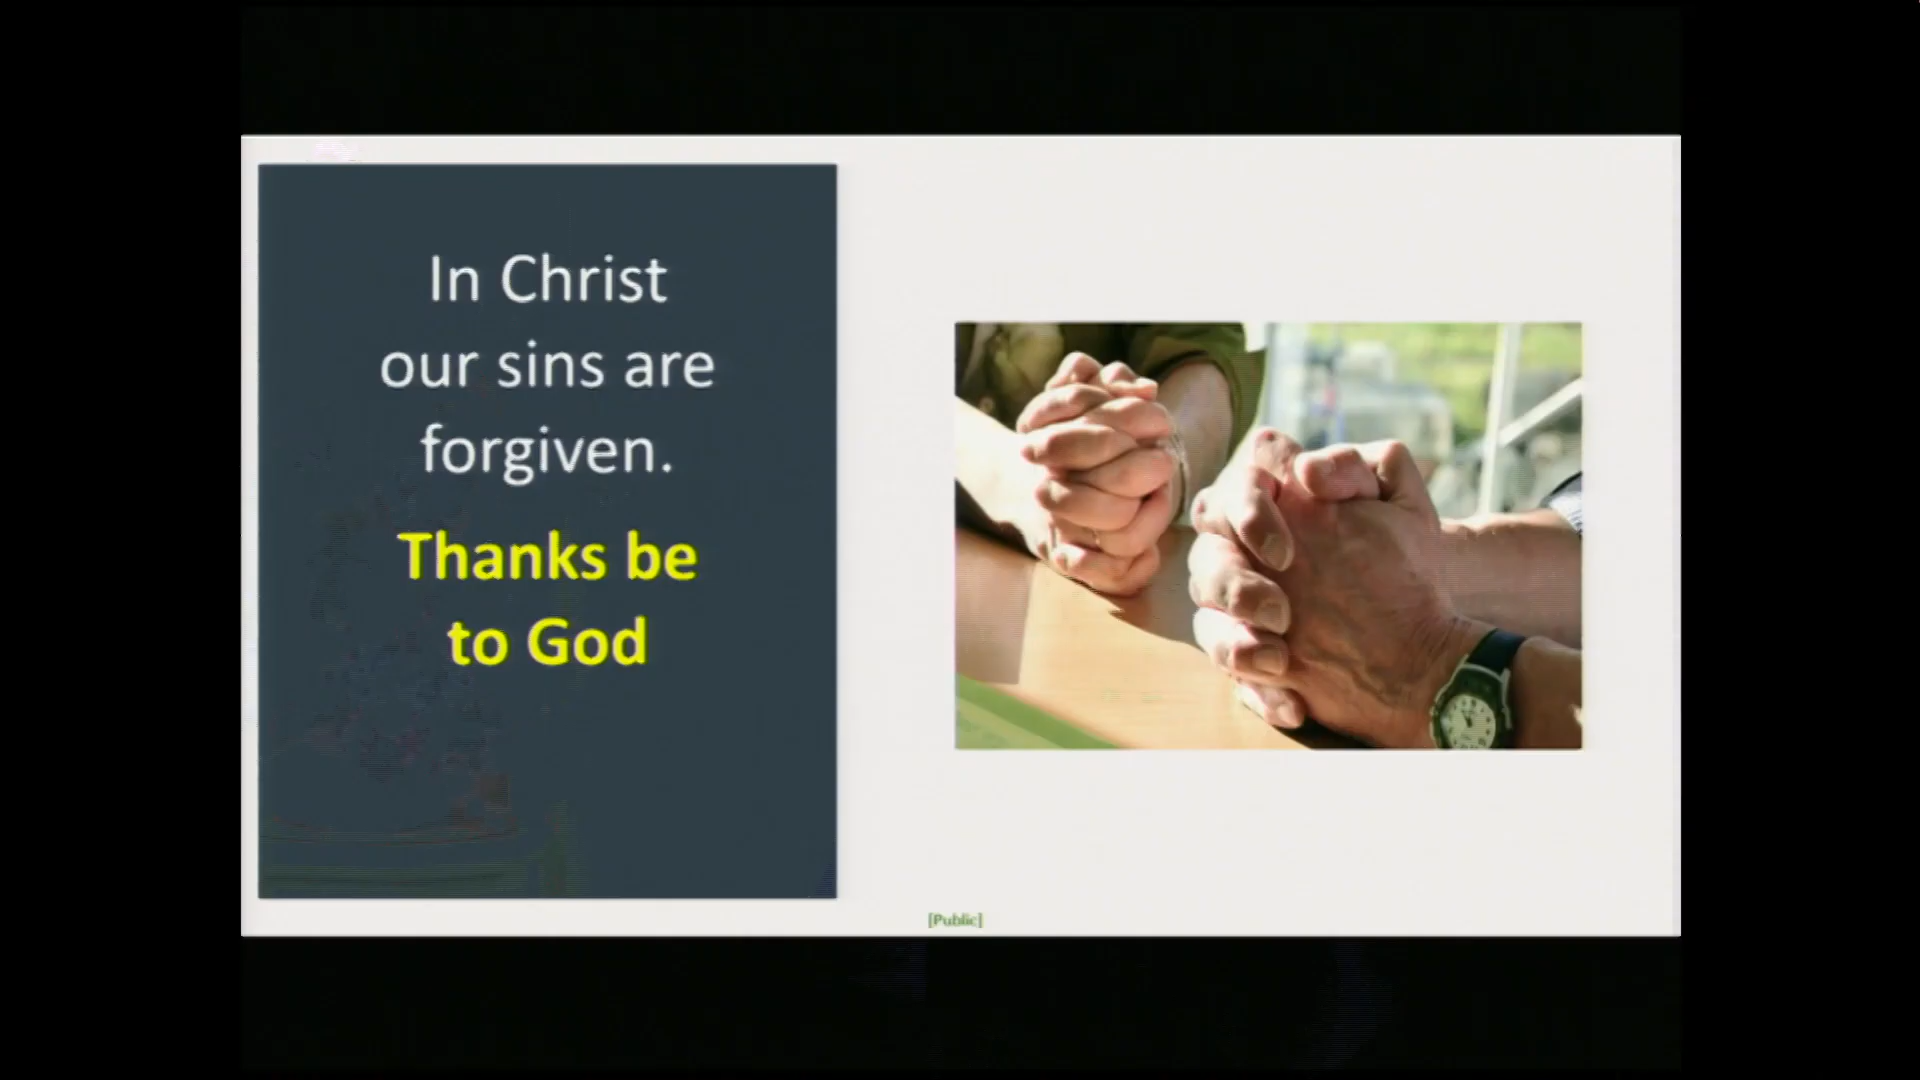 In Christ
our sins are
forgiven.
Thanks be
to God
[Public]